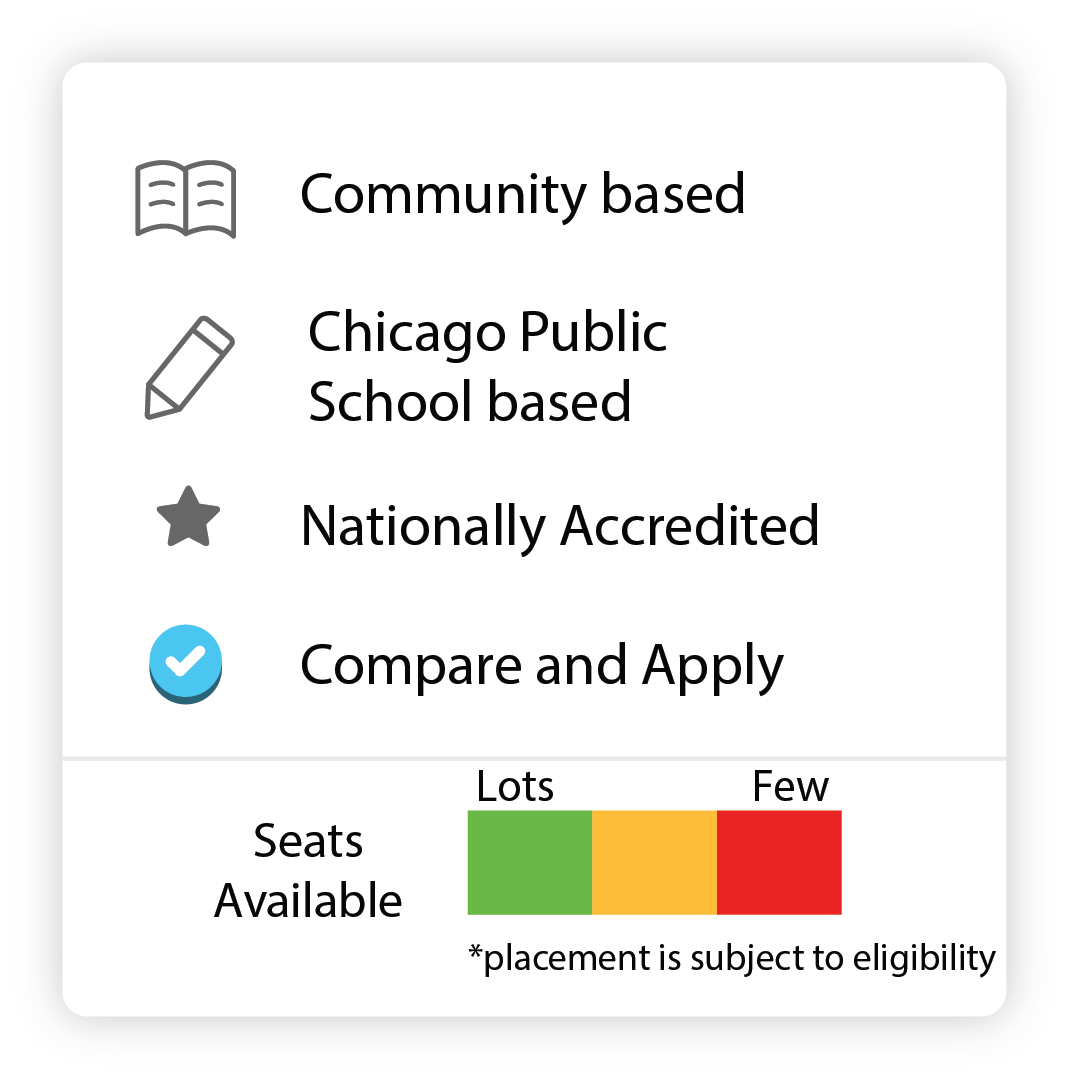 Community based
Chicago Public
School based
Nationally Accredited
Compare and Apply
Lots
Few
Seats
Available
*placement is subject to eligibility